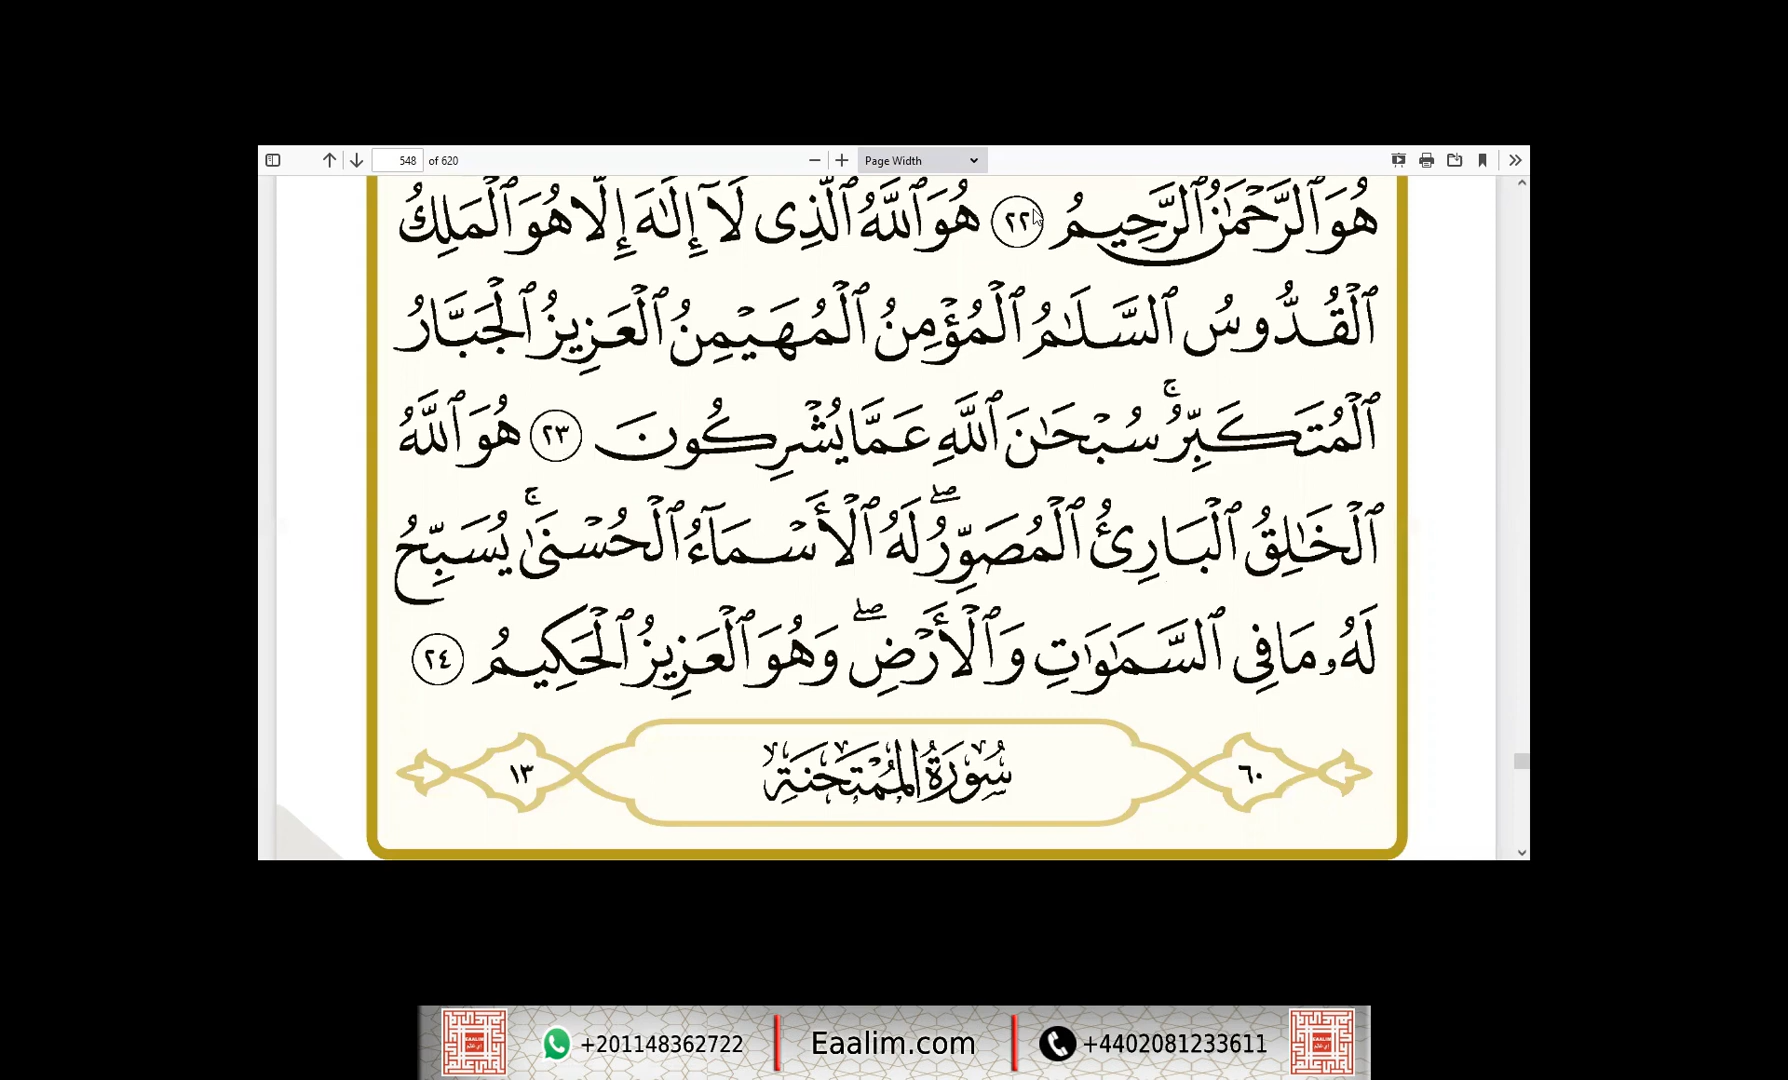 548 of 620
Page Width
هُوَ ٱلرَّحْمَـٰنُ ٱلرَّحِيمُ ٢٢ هُوَ ٱللَّهُ ٱلَّذِى لَآ إِلَـٰهَ إِلَّا هُوَ ٱلْمَلِكُ
ٱلْقُدُّوسُ ٱلسَّلَـٰمُ ٱلْمُؤْمِنُ ٱلْمُهَيْمِنُ ٱلْعَزِيزُ ٱلْجَبَّارُ
ٱلْمُتَكَبِّرُ ۚ سُبْحَـٰنَ ٱللَّهِ عَمَّا يُشْرِكُونَ ٢٣ هُوَ ٱللَّهُ
ٱلْخَـٰلِقُ ٱلْبَارِئُ ٱلْمُصَوِّرُ ۖ لَهُ ٱلْأَسْمَآءُ ٱلْحُسْنَىٰ ۚ يُسَبِّحُ
لَهُۥ مَا فِى ٱلسَّمَـٰوَٰتِ وَٱلْأَرْضِ ۖ وَهُوَ ٱلْعَزِيزُ ٱلْحَكِيمُ ٢٤
٦٠ سُورَةُ الْمُمْتَحَنَةِ ١٣
+201148362722 Eaalim.com +4402081233611